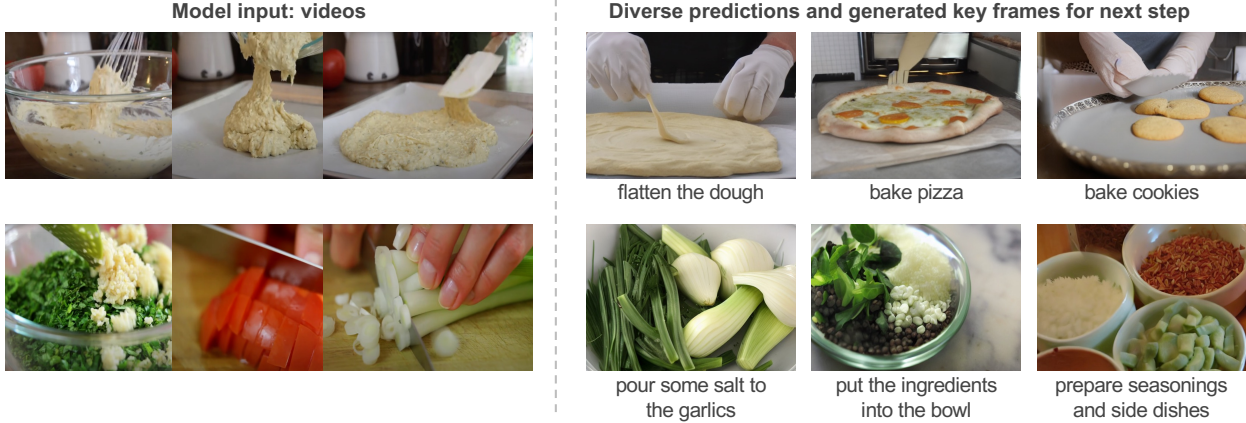 Model input: videos
Diverse predictions and generated key frames for next step
flatten the dough
bake pizza
bake cookies
pour some salt to
the garlics
put the ingredients
into the bowl
prepare seasonings
and side dishes